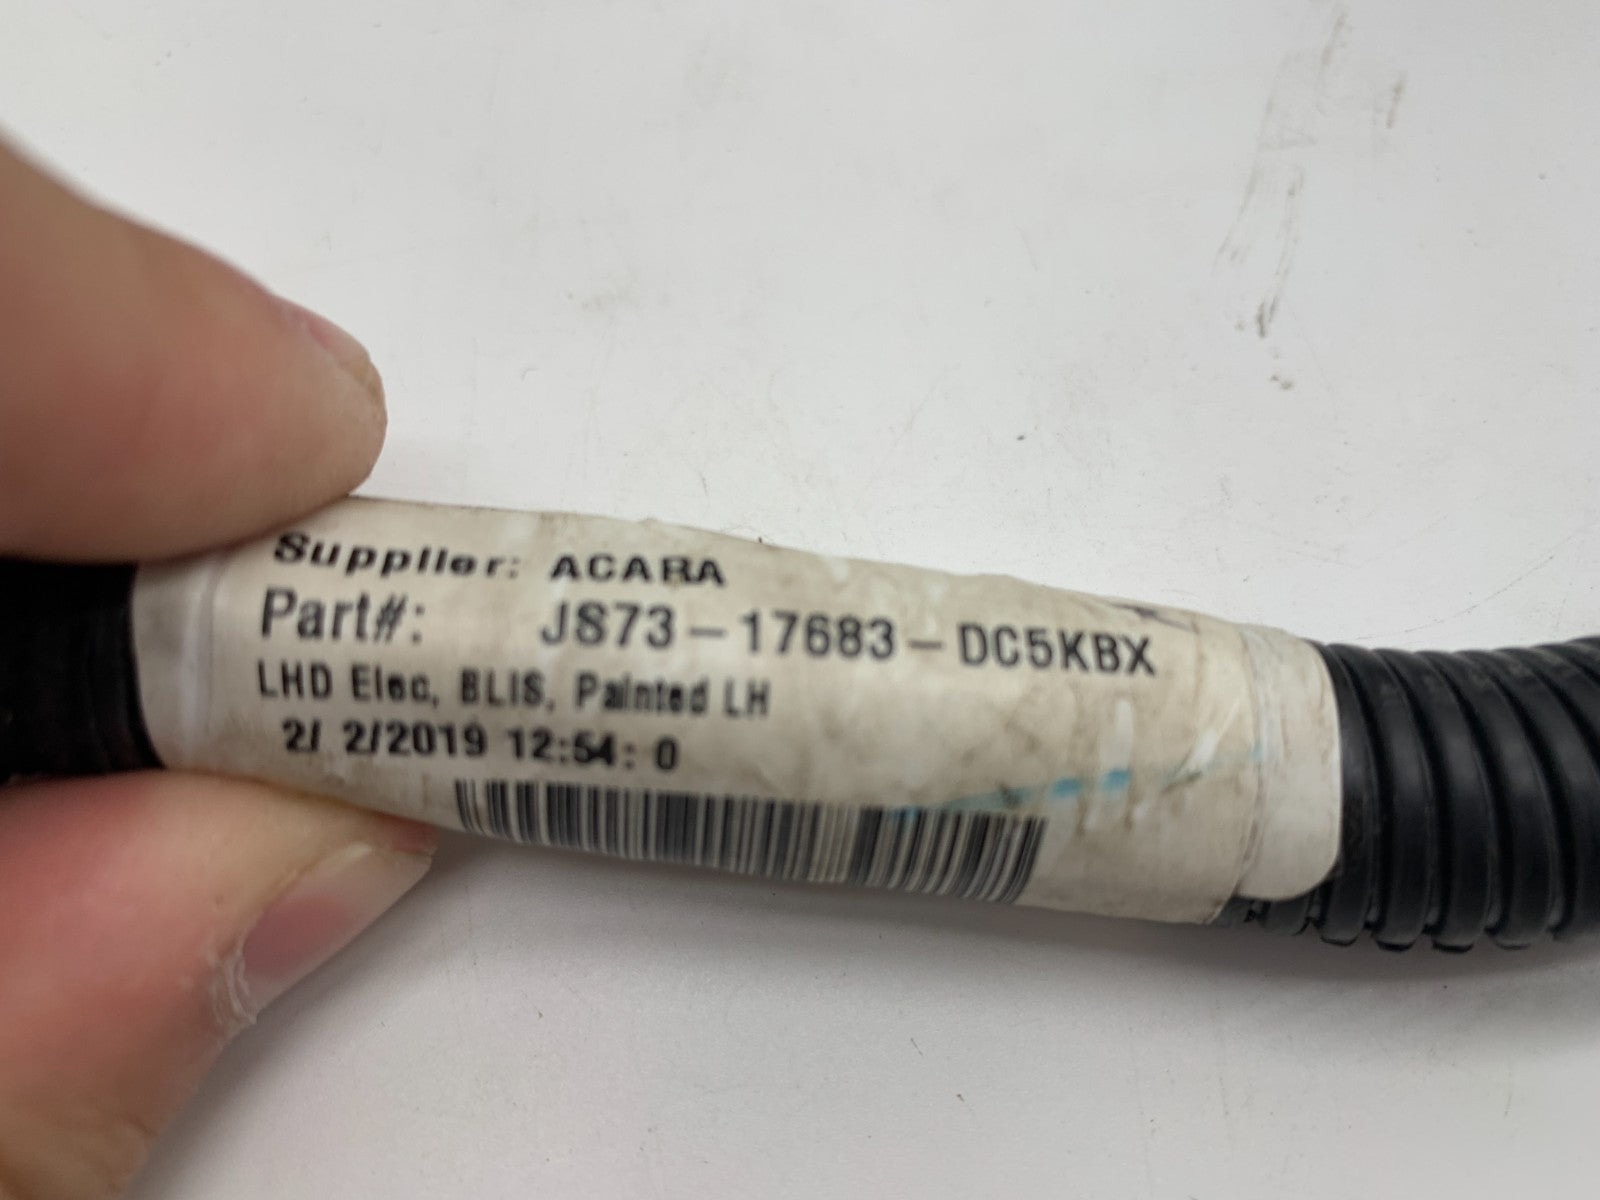 Supplier: ACARA
Part#: JS73-17683-DC5KBX
LHD Elec, BLIS, Painted LH
2/ 2/2019 12:54: 0